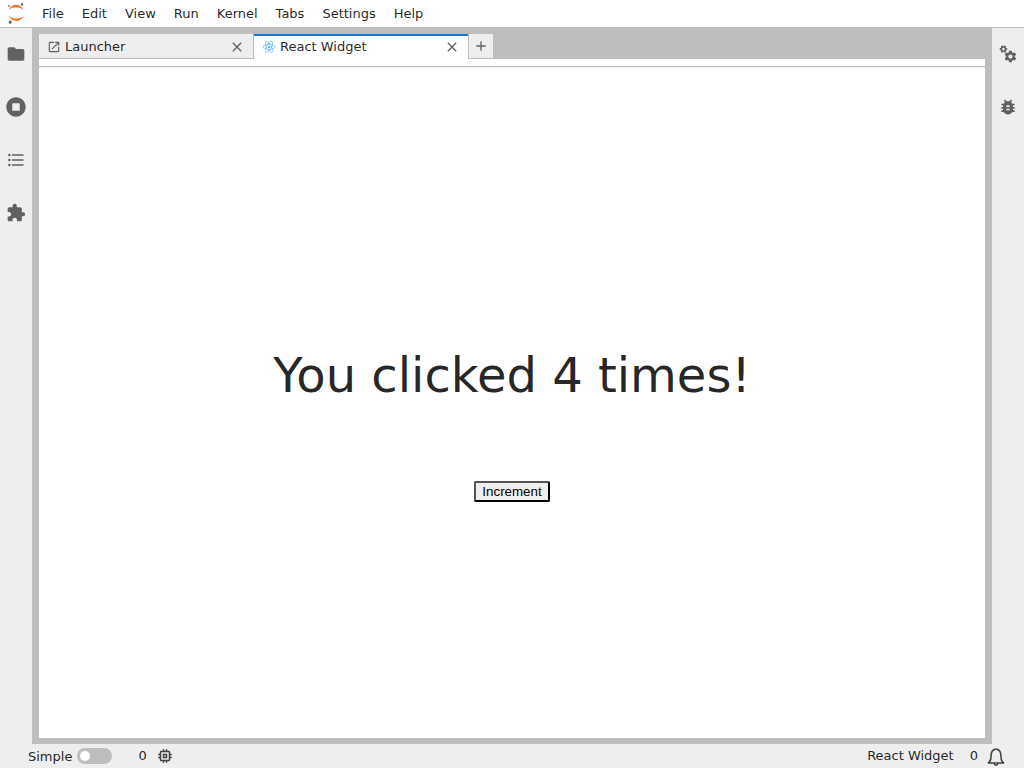 File Edit View Run Kernel Tabs Settings Help
Launcher React Widget
You clicked 4 times!
Increment
Simple 0 React Widget 0